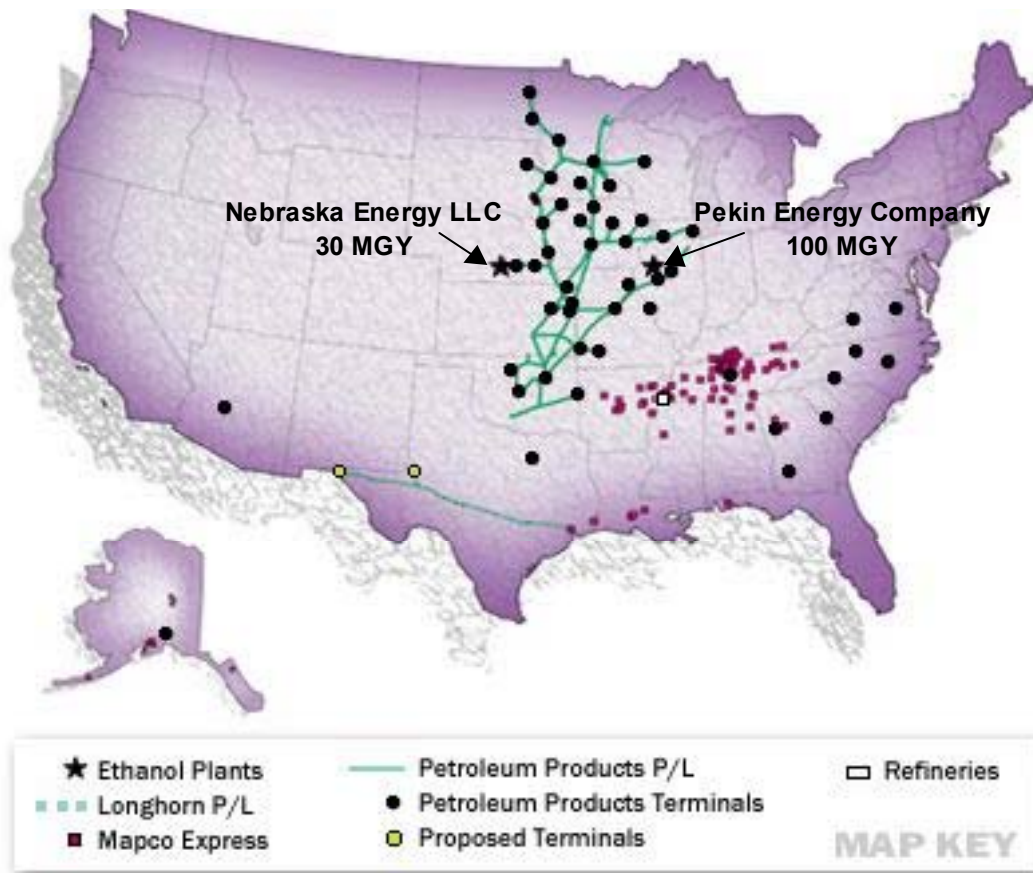 Nebraska Energy LLC
30 MGY
Pekin Energy Company
100 MGY
Ethanol Plants
Longhorn P/L
Mapco Express
Petroleum Products P/L
Petroleum Products Terminals
Proposed Terminals
Refineries
MAP KEY